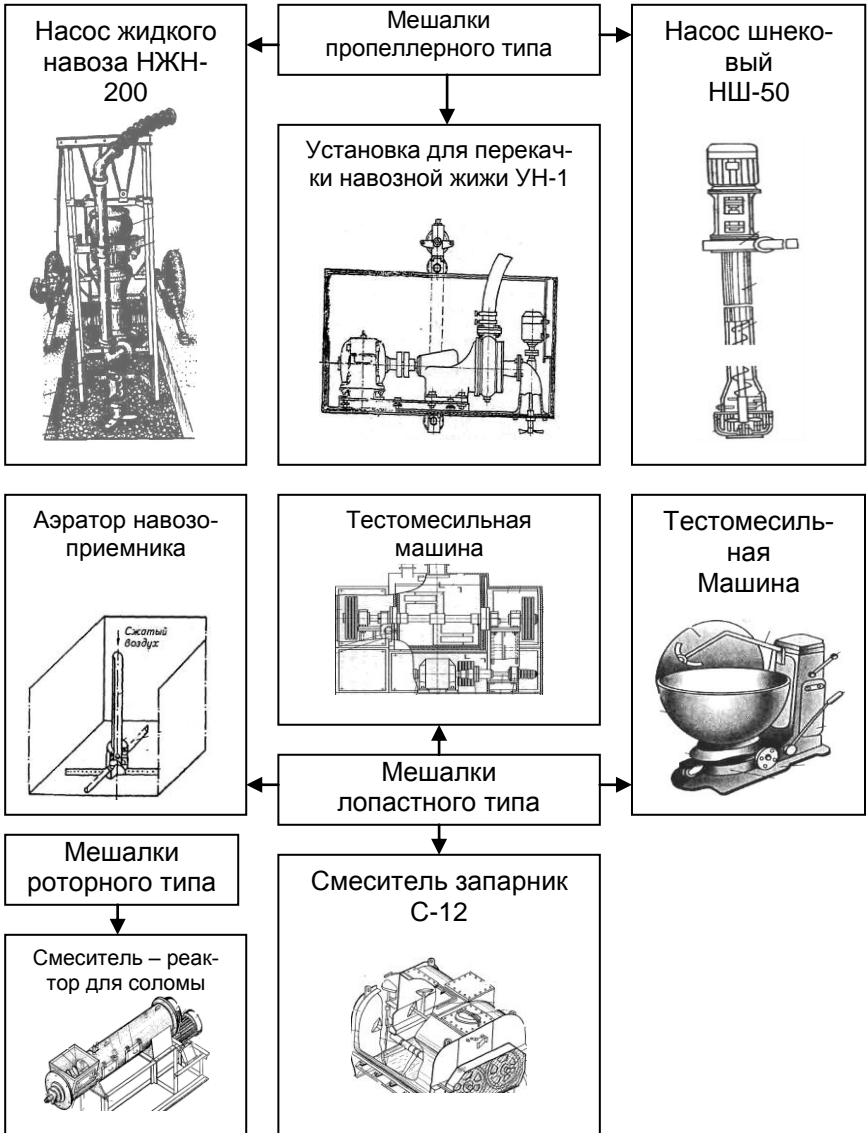 Насос жидкого
навоза НЖН-
200
Мешалки
пропеллерного типа
Насос шнеко-
вый
НШ-50
Установка для перекач-
ки навозной жижи УН-1
Аэратор навозо-
приемника
Сжатый
воздух
Тестомесильная
машина
Тестомесиль-
ная
Машина
Мешалки
лопастного типа
Мешалки
роторного типа
Смеситель запарник
С-12
Смеситель – реак-
тор для соломы